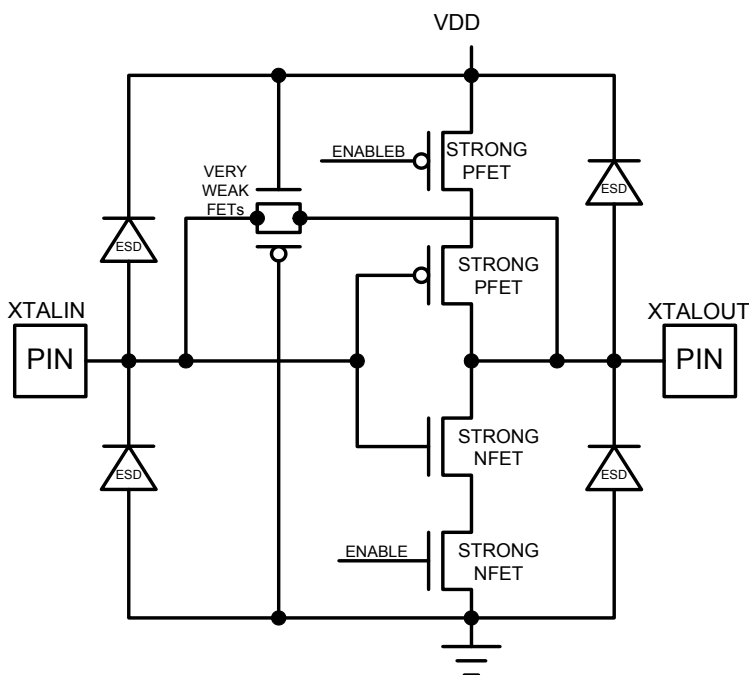 VDD
ENABLEB
STRONG
PFET
VERY
WEAK
FETs
ESD
ESD
STRONG
PFET
XTALIN
PIN
XTALOUT
PIN
STRONG
NFET
ESD
ESD
ENABLE
STRONG
NFET